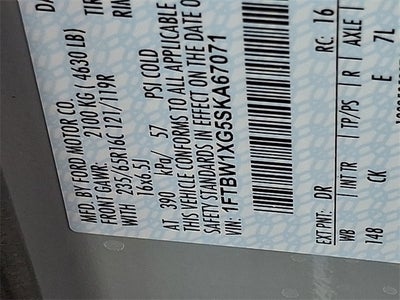 MFD. BY FORD MOTOR CO.
FRONT GAWR: 2100 KG ( 4630 LB)
WITH 235/65R16C 121/119R
16x6.5J
AT 390 kPa/ 57 PSI COLD
THIS VEHICLE CONFORMS TO ALL APPLICABLE
SAFETY STANDARDS IN EFFECT ON THE DATE O
VIN: 1FTBW1XG5SKA67071
EXT PNT: DR RC: 16
WB INT TR TP/PS R AXLE
148 CK E 7L